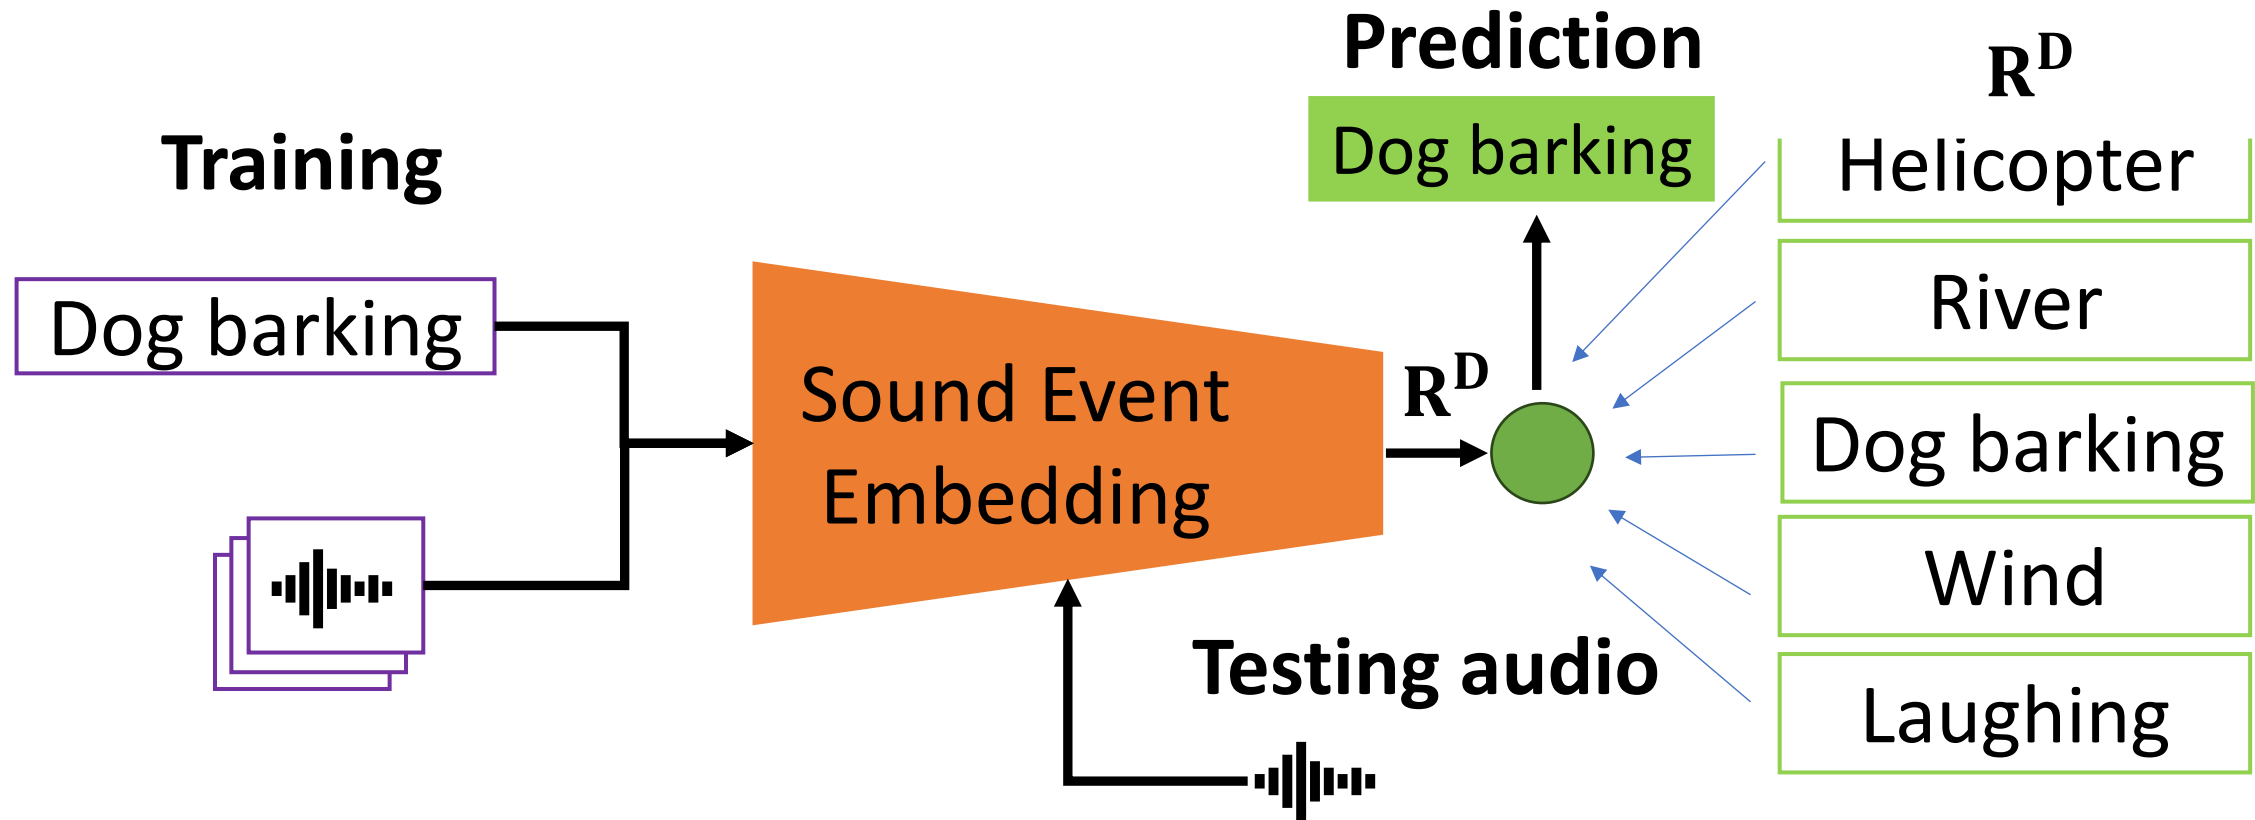 Training
Dog barking
Sound Event
Embedding
Testing audio
R^D
Prediction
Dog barking
R^D
Helicopter
River
Dog barking
Wind
Laughing